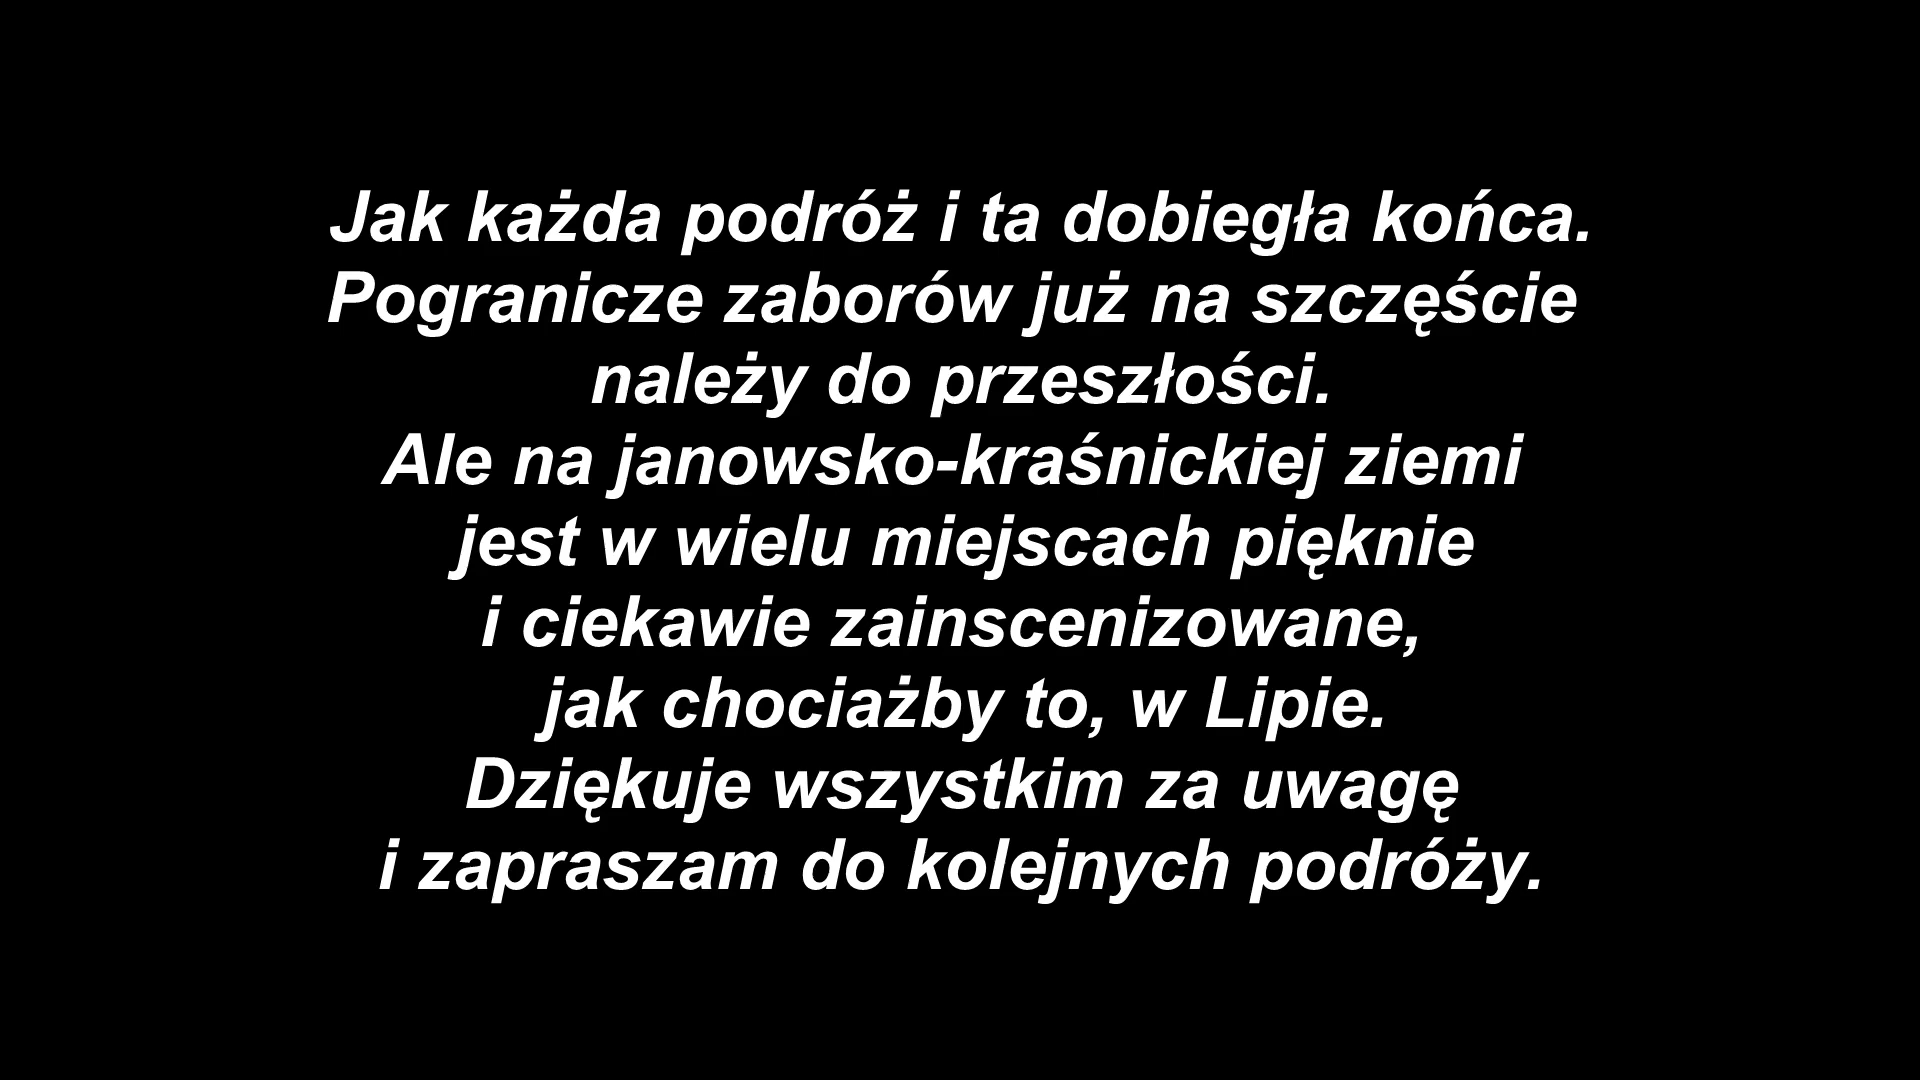 Jak każda podróż i ta dobiegła końca.
Pogranicze zaborów już na szczęście
należy do przeszłości.
Ale na janowsko-kraśnickiej ziemi
jest w wielu miejscach pięknie
i ciekawie zainscenizowane,
jak chociażby to, w Lipie.
Dziękuje wszystkim za uwagę
i zapraszam do kolejnych podróży.